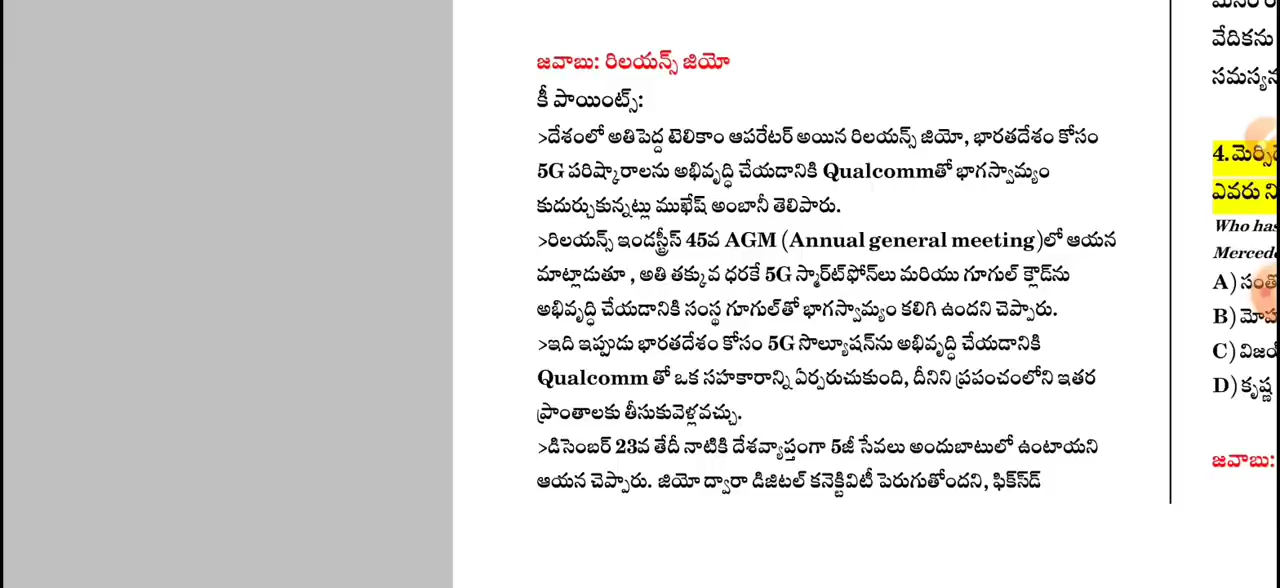 జవాబు: రిలయన్స్ జియో
కీ పాయింట్స్:
>దేశంలో అతిపెద్ద టెలికాం ఆపరేటర్ అయిన రిలయన్స్ జియో, భారతదేశం కోసం
5G పరిష్కారాలను అభివృద్ధి చేయడానికి Qualcommతో భాగస్వామ్యం
కుదుర్చుకున్నట్లు ముఖేష్ అంబానీ తెలిపారు.
>రిలయన్స్ ఇండస్ట్రీస్ 45వ AGM (Annual general meeting)లో ఆయన
మాట్లాడుతూ , అతి తక్కువ ధరకే 5G స్మార్ట్‌ఫోన్‌లు మరియు గూగుల్ క్లౌడ్‌ను
అభివృద్ధి చేయడానికి సంస్థ గూగుల్‌తో భాగస్వామ్యం కలిగి ఉందని చెప్పారు.
>ఇది ఇప్పుడు భారతదేశం కోసం 5G సొల్యూషన్‌ను అభివృద్ధి చేయడానికి
Qualcomm తో ఒక సహకారాన్ని ఏర్పరుచుకుంది, దీనిని ప్రపంచంలోని ఇతర
ప్రాంతాలకు తీసుకువెళ్లవచ్చు.
>డిసెంబర్ 23వ తేదీ నాటికి దేశవ్యాప్తంగా 5జీ సేవలు అందుబాటులో ఉంటాయని
ఆయన చెప్పారు. జియో ద్వారా డిజిటల్ కనెక్టివిటీ పెరుగుతోందని, ఫిక్స్‌డ్
వేదికను
4.
ఎవరు
Who has
A)
B)
C)
D) కృష్ణ
జవాబు: